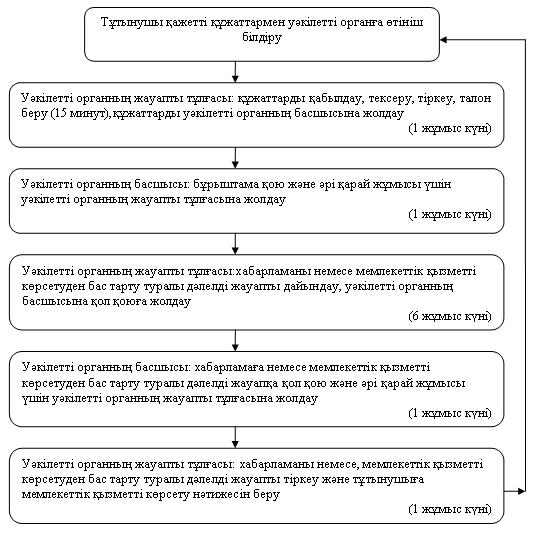 Тұтынушы қажетті құжаттармен уәкілетті органға өтініш
білдіру
Уәкілетті органның жауапты тұлғасы: құжаттарды қабылдау, тексеру, тіркеу, талон
беру (15 минут),құжаттарды уәкілетті органның басшысына жолдау
(1 жұмыс күні)
Уәкілетті органның басшысы: бұрыштама қою және әрі қарай жұмысы үшін
уәкілетті органның жауапты тұлғасына жолдау
(1 жұмыс күні)
Уәкілетті органның жауапты тұлғасы:хабарламаны немесе мемлекеттік қызметті
көрсетуден бас тарту туралы дәлелді жауапты дайындау, уәкілетті органның
басшысына қол қоюға жолдау
(6 жұмыс күні)
Уәкілетті органның басшысы: хабарламаға немесе мемлекеттік қызметті
көрсетуден бас тарту туралы дәлелді жауапқа қол қою және әрі қарай жұмысы
үшін уәкілетті органның жауапты тұлғасына жолдау
(1 жұмыс күні)
Уәкілетті органның жауапты тұлғасы: хабарламаны немесе, мемлекеттік қызметті
көрсетуден бас тарту туралы дәлелді жауапты тіркеу және тұтынушыға
мемлекеттік қызметті көрсету нәтижесін беру
(1 жұмыс күні)